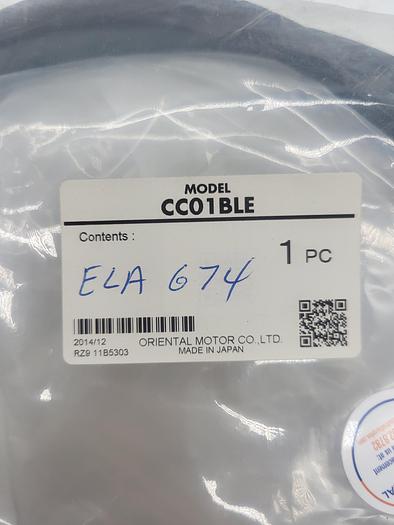 MODEL
CC01BLE
Contents :
1 PC
ELA 674
2014/12
RZ9 11B5303
ORIENTAL MOTOR CO.,LTD.
MADE IN JAPAN